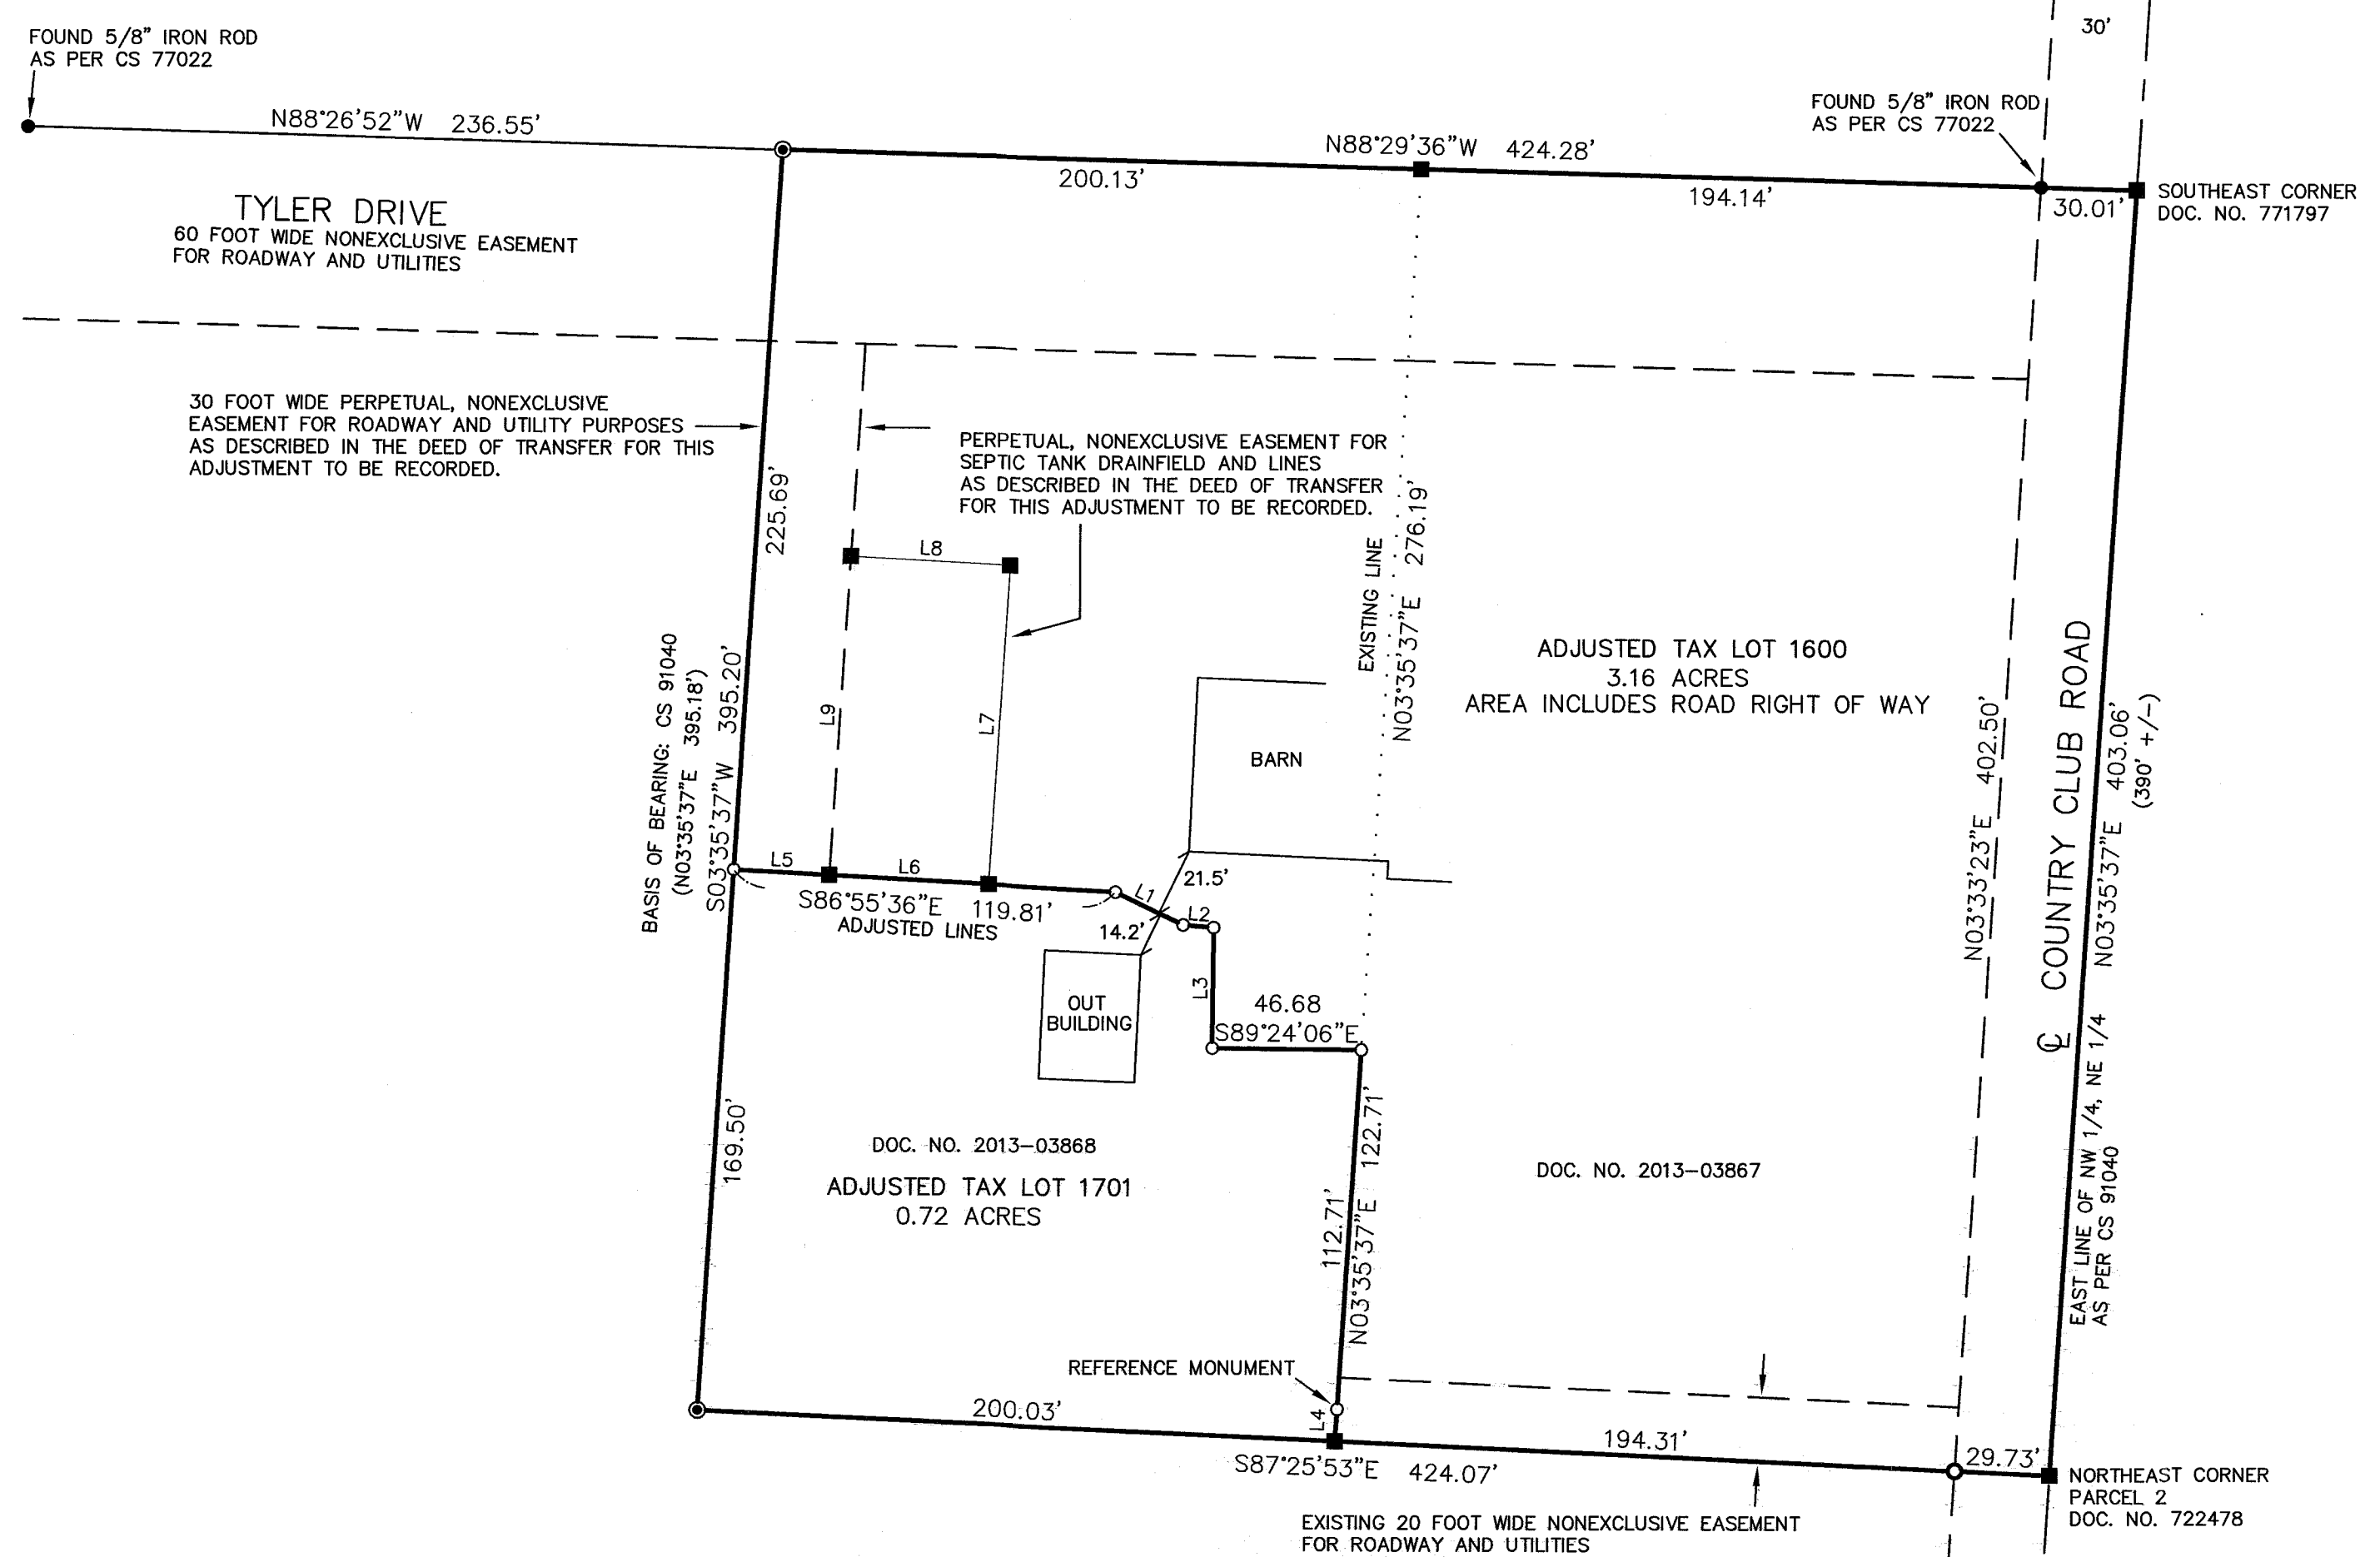 30'
FOUND 5/8" IRON ROD
AS PER CS 77022
FOUND 5/8" IRON ROD
AS PER CS 77022
N88°26'52"W 236.55'
N88°29'36"W 424.28'
200.13'
194.14'
30.01'
SOUTHEAST CORNER
DOC. NO. 771797
TYLER DRIVE
60 FOOT WIDE NONEXCLUSIVE EASEMENT
FOR ROADWAY AND UTILITIES
30 FOOT WIDE PERPETUAL, NONEXCLUSIVE
EASEMENT FOR ROADWAY AND UTILITY PURPOSES
AS DESCRIBED IN THE DEED OF TRANSFER FOR THIS
ADJUSTMENT TO BE RECORDED.
PERPETUAL, NONEXCLUSIVE EASEMENT FOR
SEPTIC TANK DRAINFIELD AND LINES
AS DESCRIBED IN THE DEED OF TRANSFER
FOR THIS ADJUSTMENT TO BE RECORDED.
225.69'
L8
EXISTING LINE
N03°35'37"E 276.19'
ADJUSTED TAX LOT 1600
3.16 ACRES
AREA INCLUDES ROAD RIGHT OF WAY
BASIS OF BEARING: CS 91040
(N03°35'37"E 395.18')
S03°35'37"W 395.20'
L9
L7
BARN
N03°33'23"E 402.50'
℄ COUNTRY CLUB ROAD
N03°35'37"E 403.06'
(390' +/-)
EAST LINE OF NW 1/4, NE 1/4
AS PER CS 91040
L5
L6
L1
21.5'
L2
S86°55'36"E 119.81'
ADJUSTED LINES
14.2'
L3
OUT
BUILDING
46.68
S89°24'06"E
169.50'
DOC. NO. 2013-03868
ADJUSTED TAX LOT 1701
0.72 ACRES
112.71'
N03°35'37"E 122.71'
DOC. NO. 2013-03867
REFERENCE MONUMENT
L4
200.03'
194.31'
29.73'
S87°25'53"E 424.07'
NORTHEAST CORNER
PARCEL 2
DOC. NO. 722478
EXISTING 20 FOOT WIDE NONEXCLUSIVE EASEMENT
FOR ROADWAY AND UTILITIES